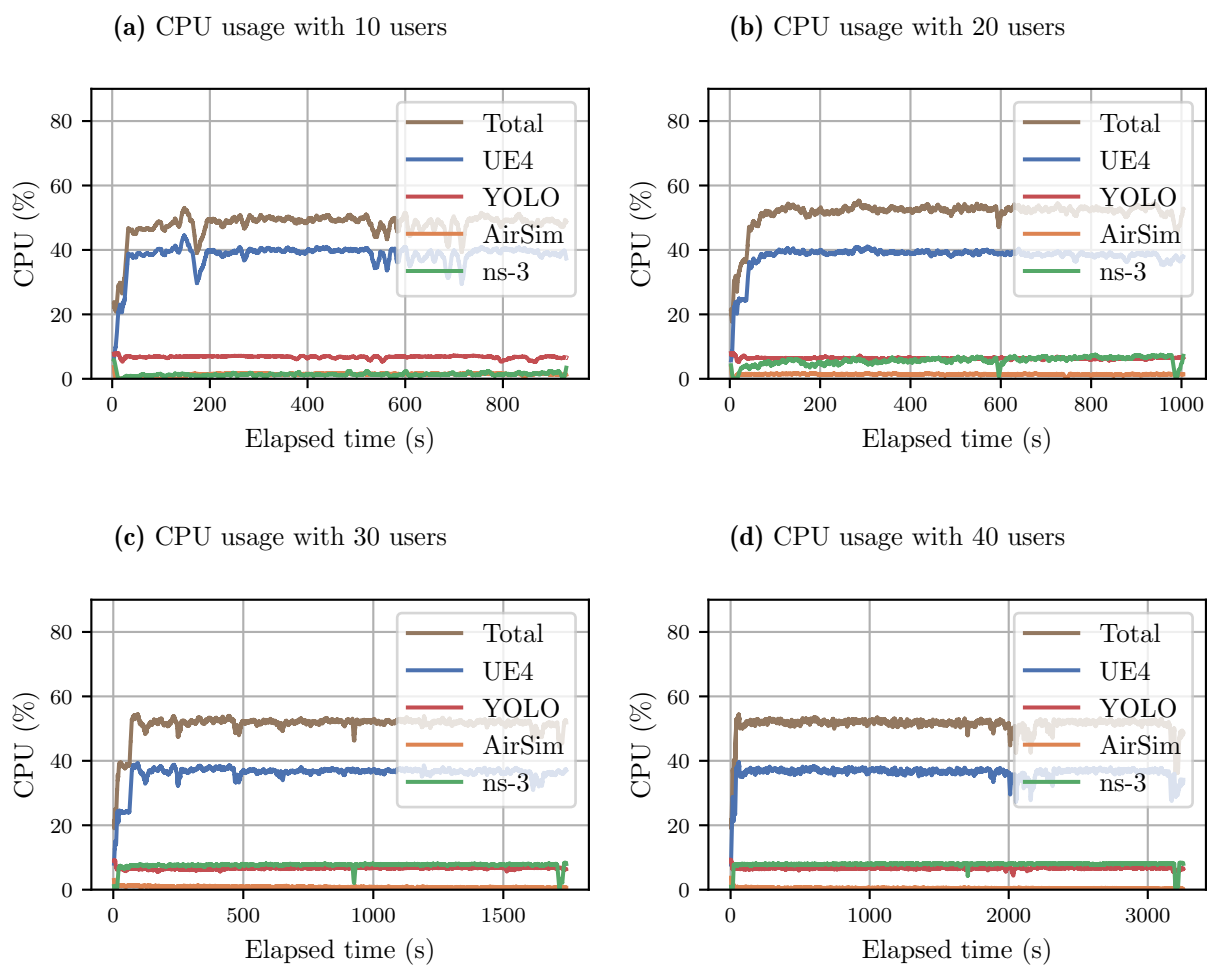 (a) CPU usage with 10 users
80
60
40
20
0
CPU (%)
Total
UE4
YOLO
AirSim
ns-3
0 200 400 600 800
Elapsed time (s)
(b) CPU usage with 20 users
80
60
40
20
0
CPU (%)
Total
UE4
YOLO
AirSim
ns-3
0 200 400 600 800 1000
Elapsed time (s)
(c) CPU usage with 30 users
80
60
40
20
0
CPU (%)
Total
UE4
YOLO
AirSim
ns-3
0 500 1000 1500
Elapsed time (s)
(d) CPU usage with 40 users
80
60
40
20
0
CPU (%)
Total
UE4
YOLO
AirSim
ns-3
0 1000 2000 3000
Elapsed time (s)